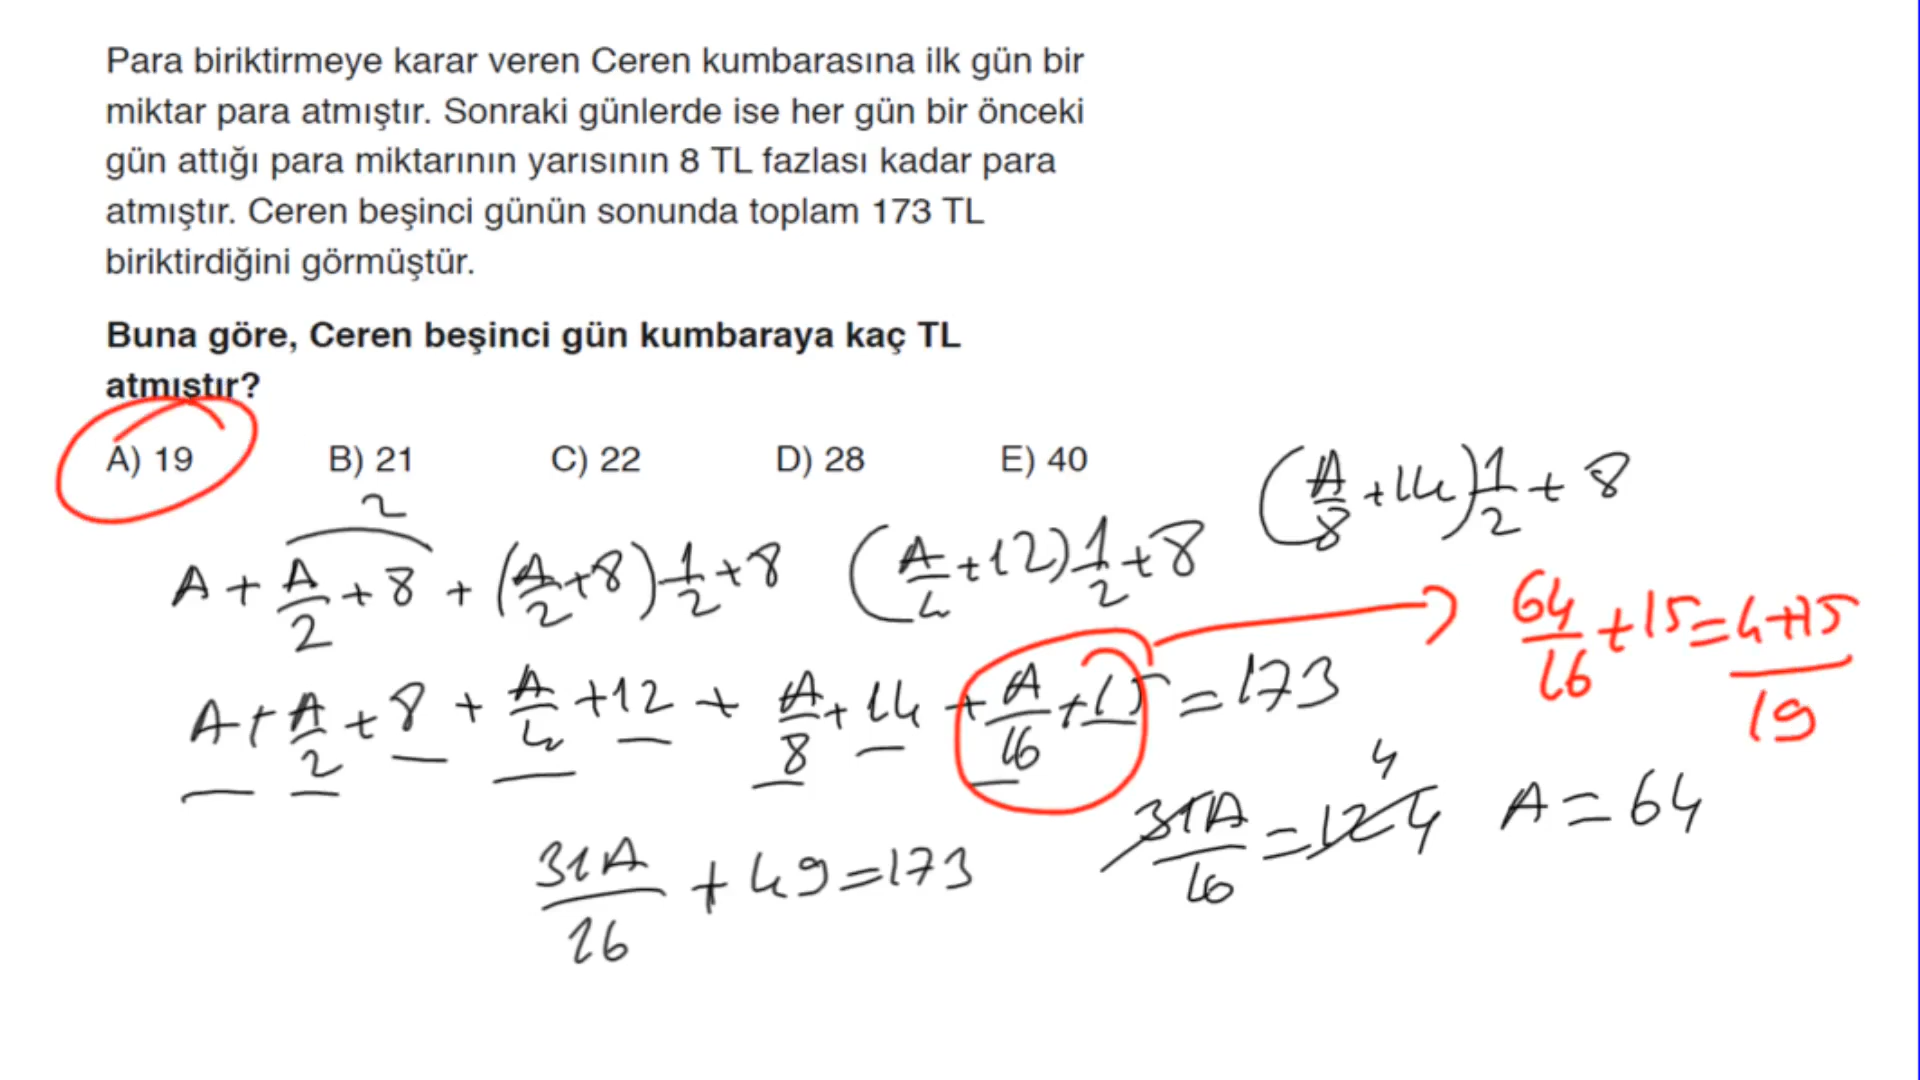 Para biriktirmeye karar veren Ceren kumbarasına ilk gün bir
miktar para atmıştır. Sonraki günlerde ise her gün bir önceki
gün attığı para miktarının yarısının 8 TL fazlası kadar para
atmıştır. Ceren beşinci günün sonunda toplam 173 TL
biriktirdiğini görmüştür.
Buna göre, Ceren beşinci gün kumbaraya kaç TL
atmıştır?
A) 19 B) 21 C) 22 D) 28 E) 40
2
A + A/2 + 8 + (A/2 + 8) 1/2 + 8 (A/4 + 12) 1/2 + 8 (A/8 + 14) 1/2 + 8
A + A/2 + 8 + A/4 + 12 + A/8 + 14 + A/16 + 15 = 173
64/16 + 15 = 4 + 15
19
31A/16 + 49 = 173
31A/16 = 124 4 A = 64